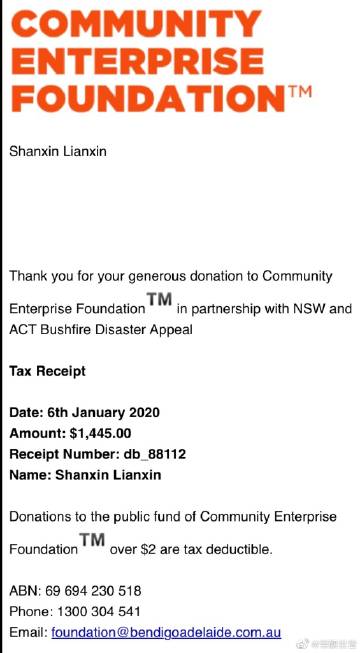 COMMUNITY
ENTERPRISE
FOUNDATION™
Shanxin Lianxin
Thank you for your generous donation to Community
Enterprise Foundation™ in partnership with NSW and
ACT Bushfire Disaster Appeal
Tax Receipt
Date: 6th January 2020
Amount: $1,445.00
Receipt Number: db_88112
Name: Shanxin Lianxin
Donations to the public fund of Community Enterprise
Foundation™ over $2 are tax deductible.
ABN: 69 694 230 518
Phone: 1300 304 541
Email: foundation@bendigoadelaide.com.au